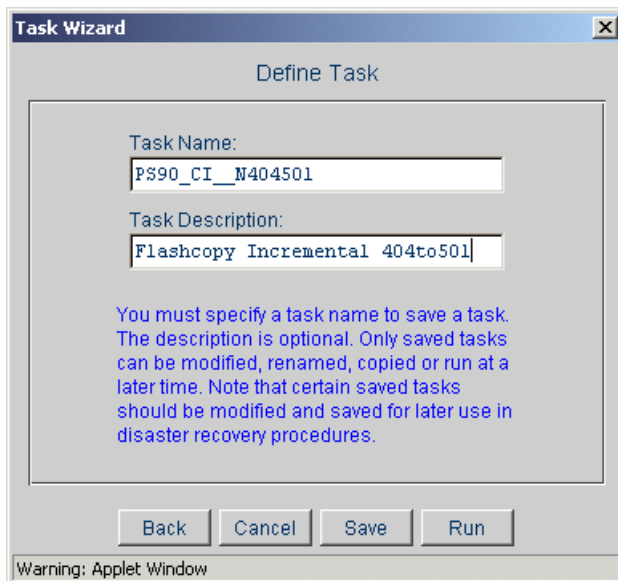 Task Wizard
Define Task
Task Name:
PS90_CI__N404501
Task Description:
Flashcopy Incremental 404to501
You must specify a task name to save a task.
The description is optional. Only saved tasks
can be modified, renamed, copied or run at a
later time. Note that certain saved tasks
should be modified and saved for later use in
disaster recovery procedures.
Back Cancel Save Run
Warning: Applet Window